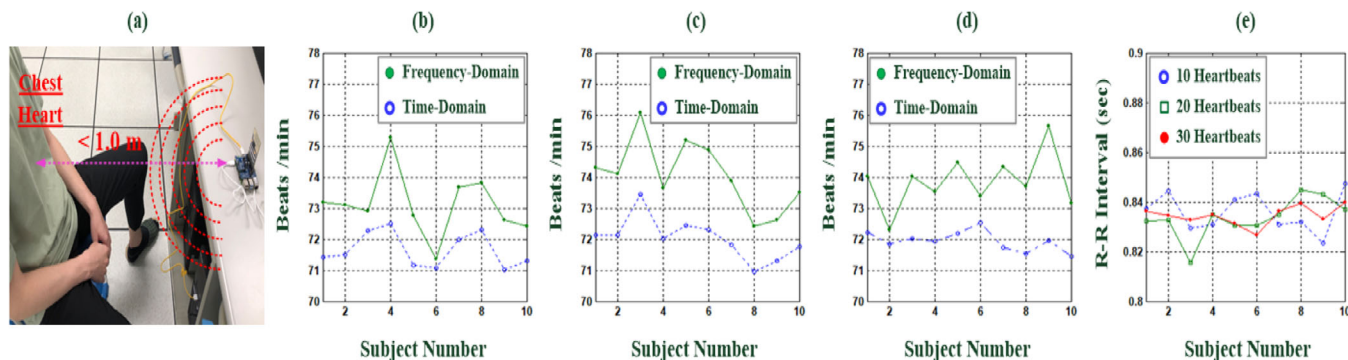 (a)
Chest
Heart
< 1.0 m
(b)
Beats /min
78
77
76
75
74
73
72
71
70
Frequency-Domain
Time-Domain
2
4
6
8
10
Subject Number
(c)
Beats /min
78
77
76
75
74
73
72
71
70
Frequency-Domain
Time-Domain
2
4
6
8
10
Subject Number
(d)
Beats /min
78
77
76
75
74
73
72
71
70
Frequency-Domain
Time-Domain
2
4
6
8
10
Subject Number
(e)
R-R Interval (sec)
0.9
0.88
0.86
0.84
0.82
0.8
10 Heartbeats
20 Heartbeats
30 Heartbeats
2
4
6
8
10
Subject Number